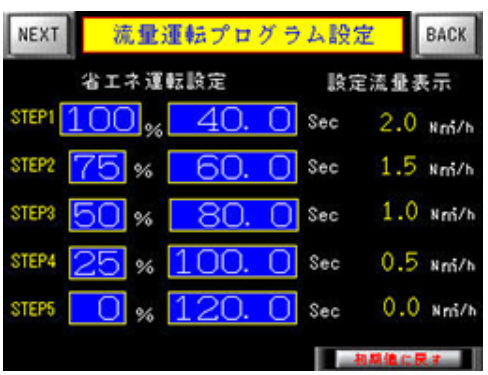 NEXT 流量運転プログラム設定 BACK
省エネ運転設定 設定流量表示
STEP1 100 % 40. 0 Sec 2.0 Nm³/h
STEP2 75 % 60. 0 Sec 1.5 Nm³/h
STEP3 50 % 80. 0 Sec 1.0 Nm³/h
STEP4 25 % 100. 0 Sec 0.5 Nm³/h
STEP5 0 % 120. 0 Sec 0.0 Nm³/h
初期値に戻す